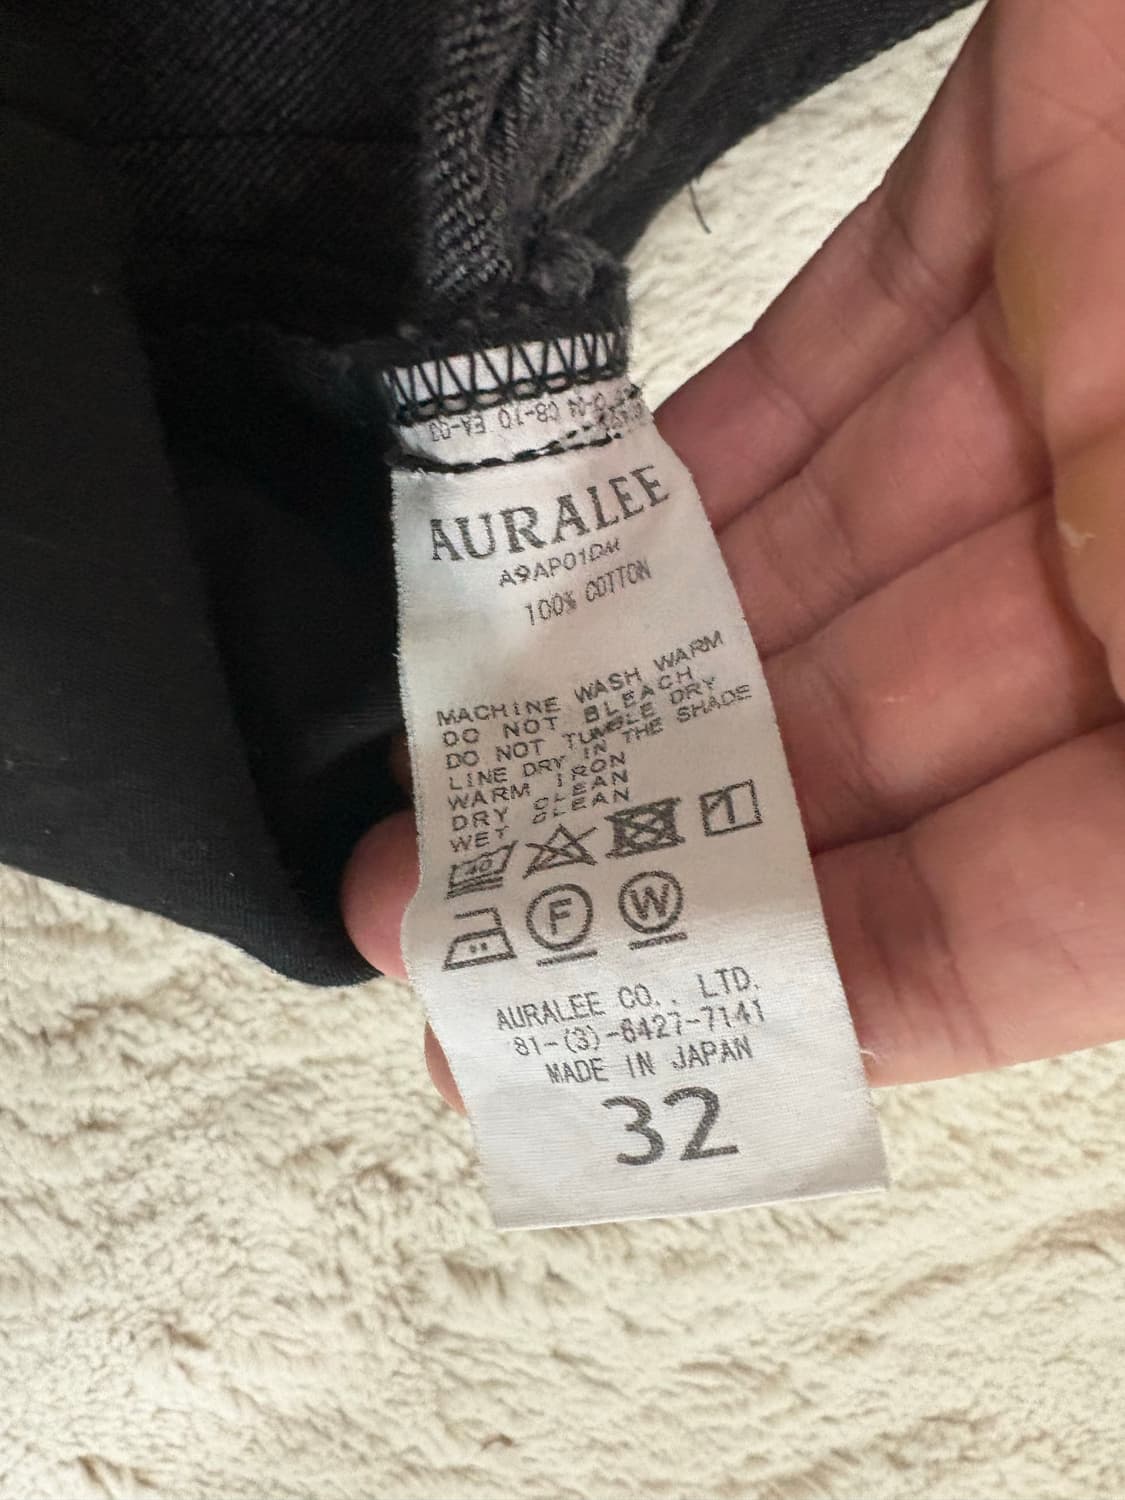 AURALEE
A9AP01DM
100% COTTON
MACHINE WASH WARM
DO NOT BLEACH
DO NOT TUMBLE DRY
LINE DRY IN THE SHADE
WARM IRON
DRY CLEAN
WET CLEAN
40
F W
AURALEE CO., LTD.
81-(3)-6427-7141
MADE IN JAPAN
32